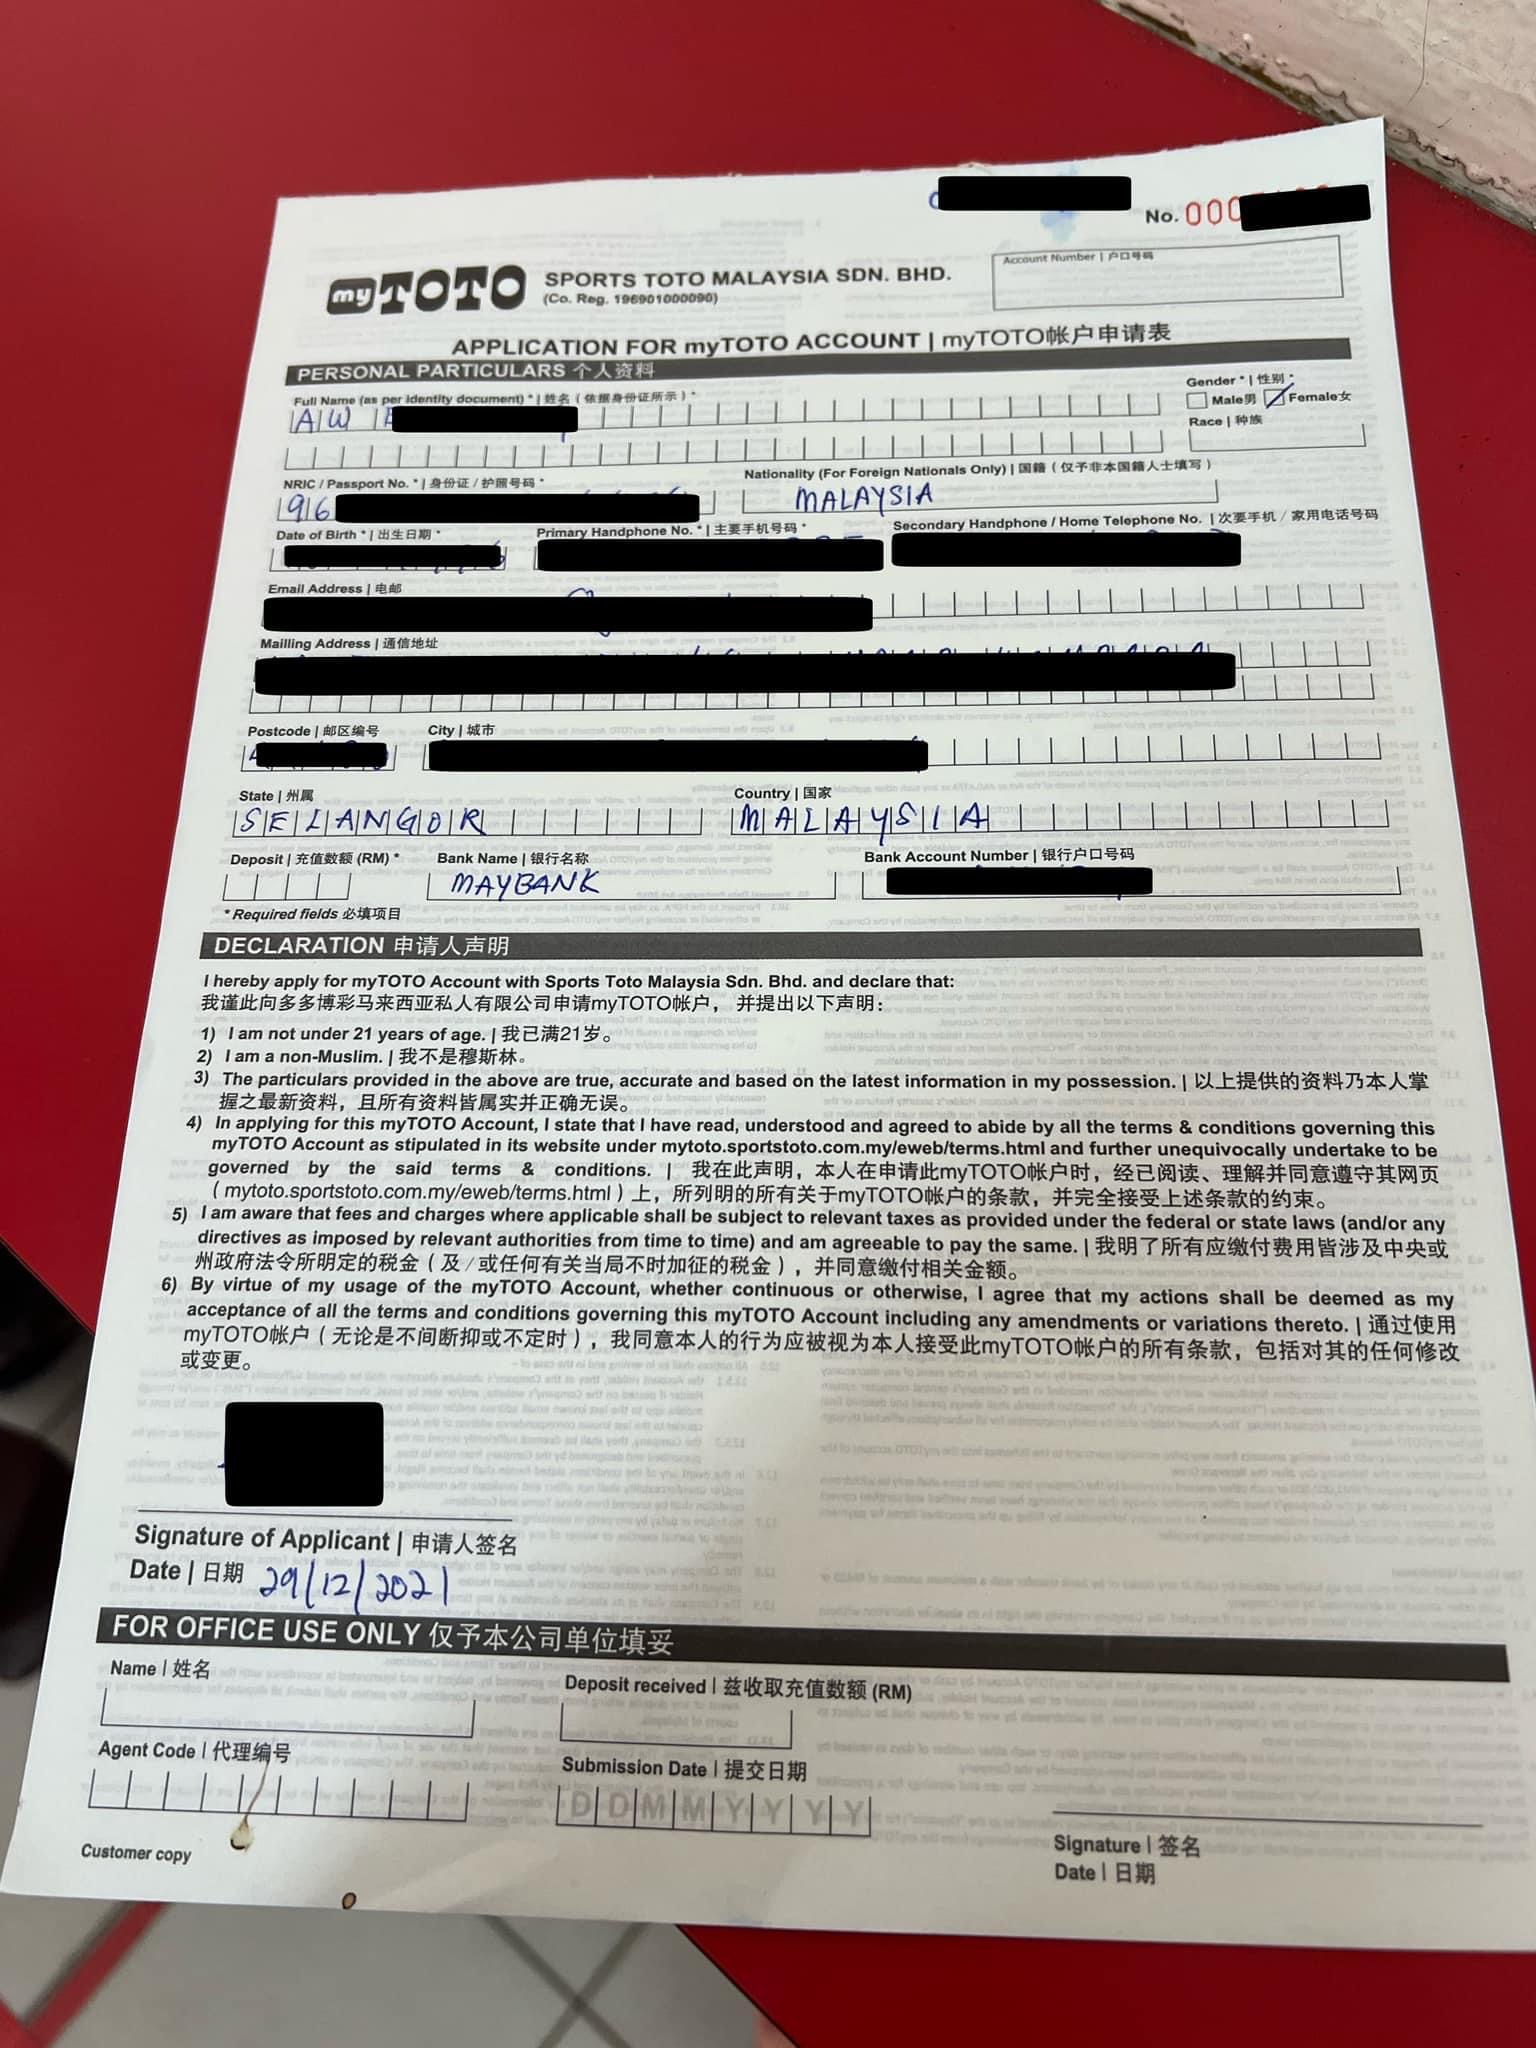 No. 000
my TOTO SPORTS TOTO MALAYSIA SDN. BHD.
(Co. Reg. 196901000090)
Account Number | 户口号码
APPLICATION FOR myTOTO ACCOUNT | myTOTO帐户申请表
PERSONAL PARTICULARS 个人资料
Full Name (as per identity document) * | 姓名 ( 依据身份证所示 ) *
AW
Gender * | 性别 *
Male男 Female女
Race | 种族
NRIC / Passport No. * | 身份证 / 护照号码 *
96
Nationality (For Foreign Nationals Only) | 国籍 ( 仅予非本国籍人士填写 )
MALAYSIA
Date of Birth * | 出生日期 *
Primary Handphone No. * | 主要手机号码 *
Secondary Handphone / Home Telephone No. | 次要手机 / 家用电话号码
Email Address | 电邮
Mailling Address | 通信地址
Postcode | 邮区编号
City | 城市
State | 州属
SELANGOR
Country | 国家
MALAYSIA
Deposit | 充值数额 (RM) *
Bank Name | 银行名称
MAYBANK
Bank Account Number | 银行户口号码
* Required fields 必填项目
DECLARATION 申请人声明
I hereby apply for myTOTO Account with Sports Toto Malaysia Sdn. Bhd. and declare that:
我谨此向多多博彩马来西亚私人有限公司申请myTOTO帐户，并提出以下声明：
1) I am not under 21 years of age. | 我已满21岁。
2) I am a non-Muslim. | 我不是穆斯林。
3) The particulars provided in the above are true, accurate and based on the latest information in my possession. | 以上提供的资料乃本人掌
握之最新资料，且所有资料皆属实并正确无误。
4) In applying for this myTOTO Account, I state that I have read, understood and agreed to abide by all the terms & conditions governing this
myTOTO Account as stipulated in its website under mytoto.sportstoto.com.my/eweb/terms.html and further unequivocally undertake to be
governed by the said terms & conditions. | 我在此声明，本人在申请此myTOTO帐户时，经已阅读、理解并同意遵守其网页
( mytoto.sportstoto.com.my/eweb/terms.html ) 上，所列明的所有关于myTOTO帐户的条款，并完全接受上述条款的约束。
5) I am aware that fees and charges where applicable shall be subject to relevant taxes as provided under the federal or state laws (and/or any
directives as imposed by relevant authorities from time to time) and am agreeable to pay the same. | 我明了所有应缴付费用皆涉及中央或
州政府法令所明定的税金 ( 及 / 或任何有关当局不时加征的税金 ) ，并同意缴付相关金额。
6) By virtue of my usage of the myTOTO Account, whether continuous or otherwise, I agree that my actions shall be deemed as my
acceptance of all the terms and conditions governing this myTOTO Account including any amendments or variations thereto. | 通过使用
myTOTO帐户 ( 无论是不间断抑或不定时 ) ，我同意本人的行为应被视为本人接受此myTOTO帐户的所有条款，包括对其的任何修改
或变更。
Signature of Applicant | 申请人签名
Date | 日期 29/12/2021
FOR OFFICE USE ONLY 仅予本公司单位填妥
Name | 姓名
Deposit received | 兹收取充值数额 (RM)
Agent Code | 代理编号
Submission Date | 提交日期
DDMMYYYY
Signature | 签名
Date | 日期
Customer copy